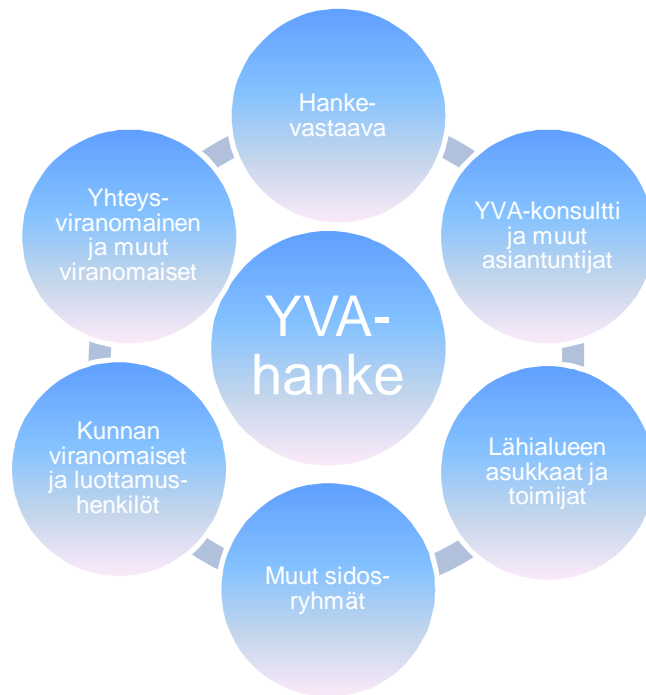 Hanke-
vastaava
YVA-konsultti
ja muut
asiantuntijat
Lähialueen
asukkaat ja
toimijat
Muut sidos-
ryhmät
Kunnan
viranomaiset
ja luottamus-
henkilöt
Yhteys-
viranomainen
ja muut
viranomaiset
YVA-
hanke